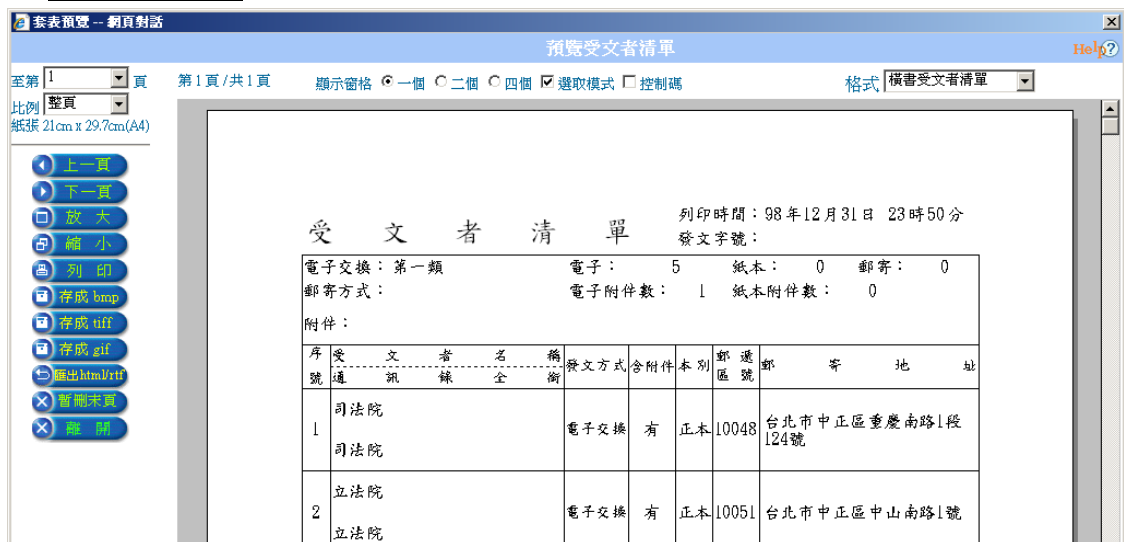 套表預覽 -- 網頁對話
預覽受文者清單
Help?
至第 1 頁
第1頁/共1頁
顯示窗格 一個 二個 四個 選取模式 控制碼
格式 橫書受文者清單
比例 整頁
紙張 21cm x 29.7cm(A4)
上一頁
下一頁
放大
縮小
列印
存成 bmp
存成 tiff
存成 gif
匯出html/rtf
暫刪末頁
離開
受文者清單
列印時間：98年12月31日 23時50分
發文字號：
電子交換：第一類 電子： 5 紙本： 0 郵寄： 0
郵寄方式： 電子附件數： 1 紙本附件數： 0
附件：
序號 受文者名稱 通訊錄全銜 發文方式 含附件 本別 郵遞區號 郵寄地址
1 司法院 司法院 電子交換 有 正本 10048 台北市中正區重慶南路1段124號
2 立法院 立法院 電子交換 有 正本 10051 台北市中正區中山南路1號